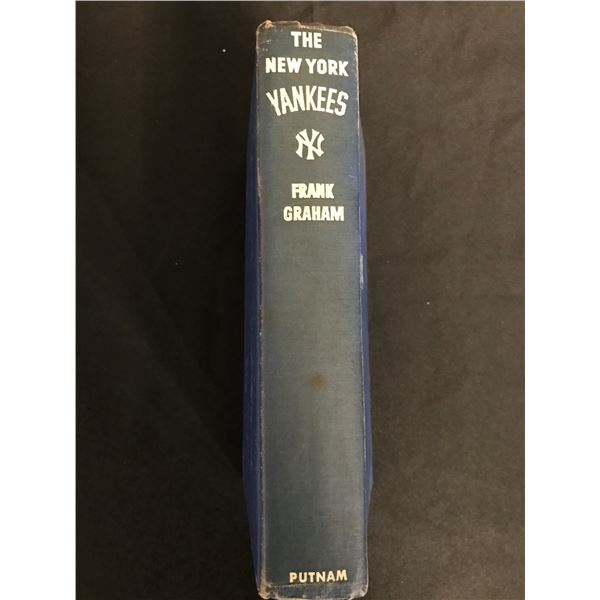 THE
NEW YORK
YANKEES
NY
FRANK
GRAHAM
PUTNAM